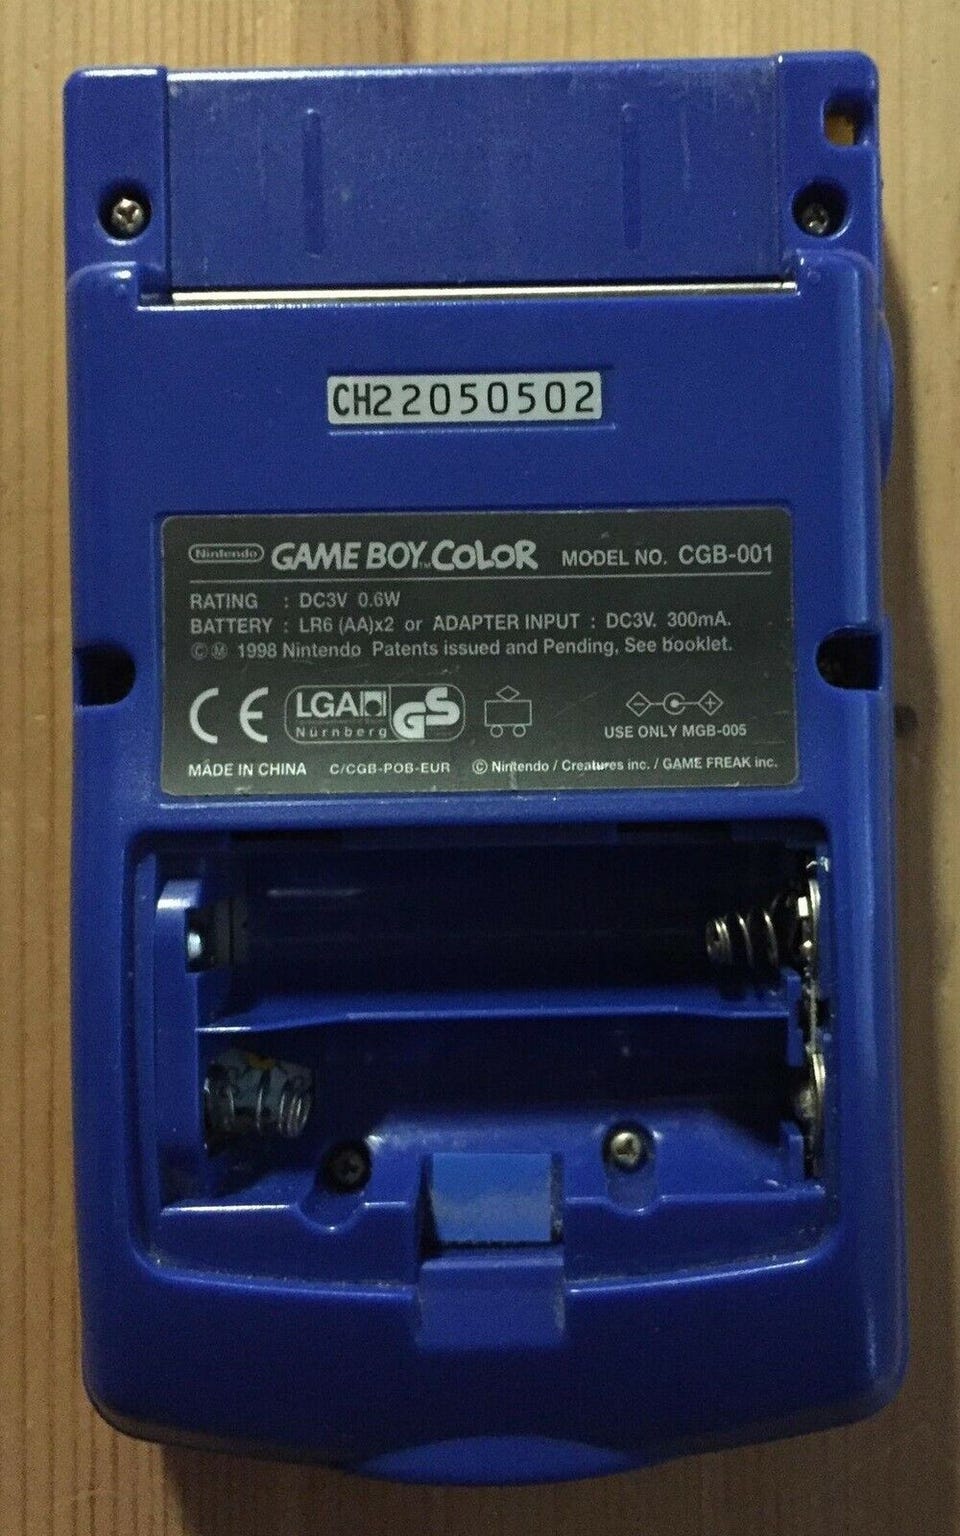 CH22050502
Nintendo GAME BOY COLOR MODEL NO. CGB-001
RATING : DC3V 0.6W
BATTERY : LR6 (AA)x2 or ADAPTER INPUT : DC3V. 300mA.
©Ⓜ 1998 Nintendo Patents issued and Pending, See booklet.
CE LGA GS
Nürnberg
USE ONLY MGB-005
MADE IN CHINA C/CGB-POB-EUR © Nintendo / Creatures inc. / GAME FREAK inc.